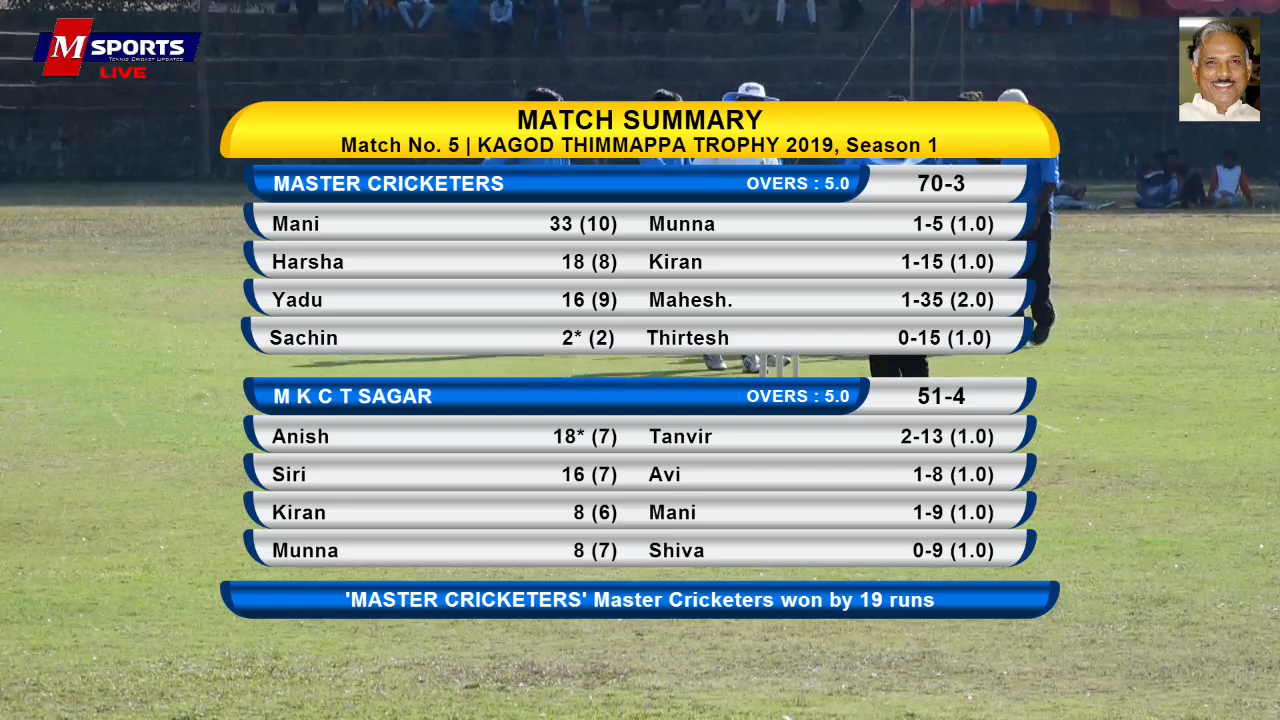 M SPORTS
TENNIS CRICKET UPDATES
LIVE
MATCH SUMMARY
Match No. 5 | KAGOD THIMMAPPA TROPHY 2019, Season 1
MASTER CRICKETERS OVERS : 5.0 70-3
Mani 33 (10) Munna 1-5 (1.0)
Harsha 18 (8) Kiran 1-15 (1.0)
Yadu 16 (9) Mahesh. 1-35 (2.0)
Sachin 2* (2) Thirtesh 0-15 (1.0)
M K C T SAGAR OVERS : 5.0 51-4
Anish 18* (7) Tanvir 2-13 (1.0)
Siri 16 (7) Avi 1-8 (1.0)
Kiran 8 (6) Mani 1-9 (1.0)
Munna 8 (7) Shiva 0-9 (1.0)
'MASTER CRICKETERS' Master Cricketers won by 19 runs